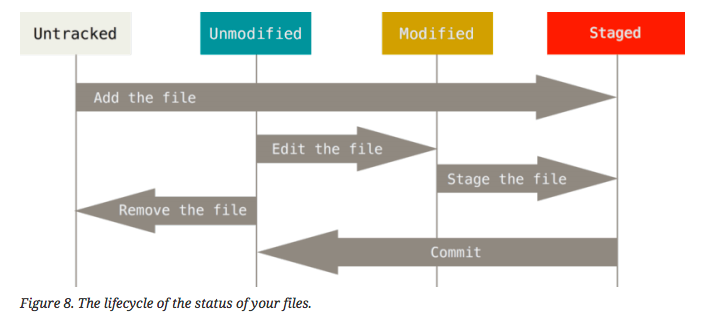 Untracked
Unmodified
Modified
Staged
Add the file
Edit the file
Stage the file
Remove the file
Commit
Figure 8. The lifecycle of the status of your files.